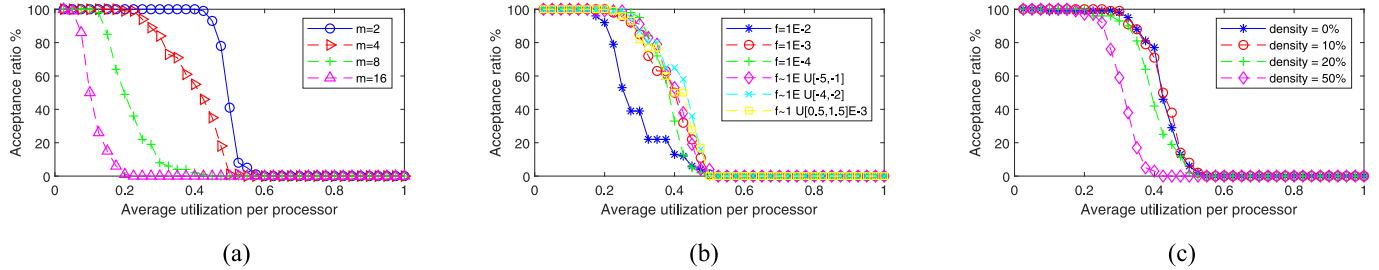 100
80
60
40
20
0
Acceptance ratio %
m=2
m=4
m=8
m=16
0 0.2 0.4 0.6 0.8 1
Average utilization per processor
(a)
100
80
60
40
20
0
Acceptance ratio %
f=1E-2
f=1E-3
f=1E-4
f~1E U[-5,-1]
f~1E U[-4,-2]
f~1 U[0.5,1.5]E-3
0 0.2 0.4 0.6 0.8 1
Average utilization per processor
(b)
100
80
60
40
20
0
Acceptance ratio %
density = 0%
density = 10%
density = 20%
density = 50%
0 0.2 0.4 0.6 0.8 1
Average utilization per processor
(c)